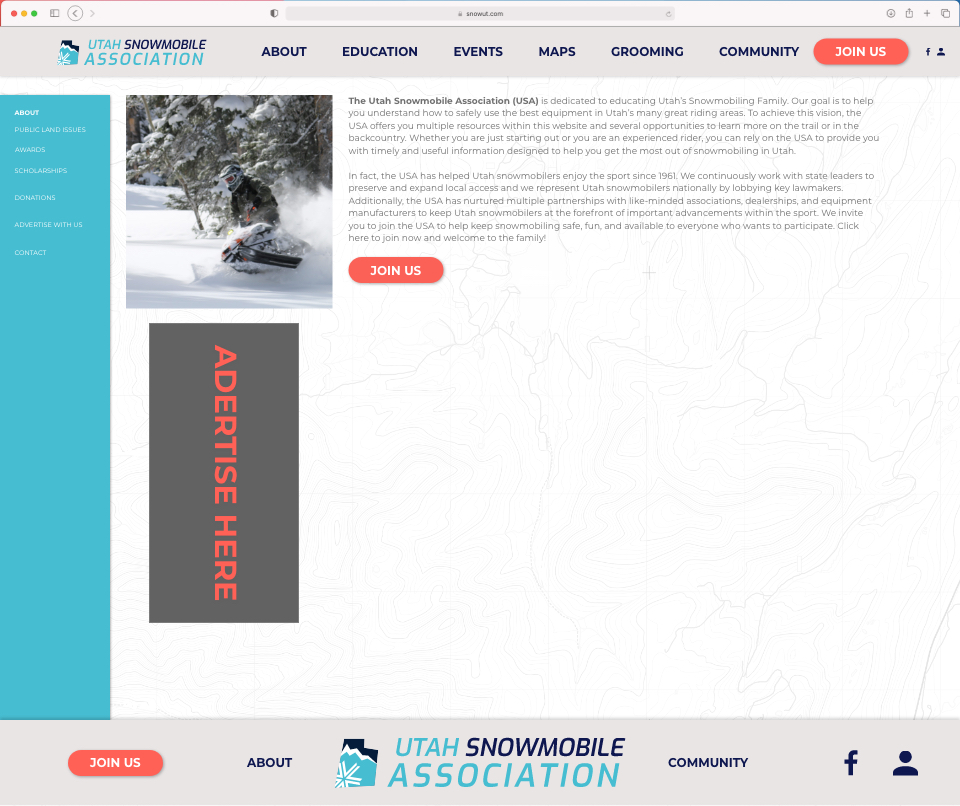 snowut.com
UTAH SNOWMOBILE
ASSOCIATION
ABOUT EDUCATION EVENTS MAPS GROOMING COMMUNITY JOIN US
ABOUT
PUBLIC LAND ISSUES
AWARDS
SCHOLARSHIPS
DONATIONS
ADVERTISE WITH US
CONTACT
The Utah Snowmobile Association (USA) is dedicated to educating Utah's Snowmobiling Family. Our goal is to help
you understand how to safely use the best equipment in Utah's many great riding areas. To achieve this vision, the
USA offers you multiple resources within this website and several opportunities to learn more on the trail or in the
backcountry. Whether you are just starting out or you are an experienced rider, you can rely on the USA to provide you
with timely and useful information designed to help you get the most out of snowmobiling in Utah.
In fact, the USA has helped Utah snowmobilers enjoy the sport since 1961. We continuously work with state leaders to
preserve and expand local access and we represent Utah snowmobilers nationally by lobbying key lawmakers.
Additionally, the USA has nurtured multiple partnerships with like-minded associations, dealerships, and equipment
manufacturers to keep Utah snowmobilers at the forefront of important advancements within the sport. We invite
you to join the USA to help keep snowmobiling safe, fun, and available to everyone who wants to participate. Click
here to join now and welcome to the family!
JOIN US
ADERTISE HERE
JOIN US
ABOUT
UTAH SNOWMOBILE
ASSOCIATION
COMMUNITY